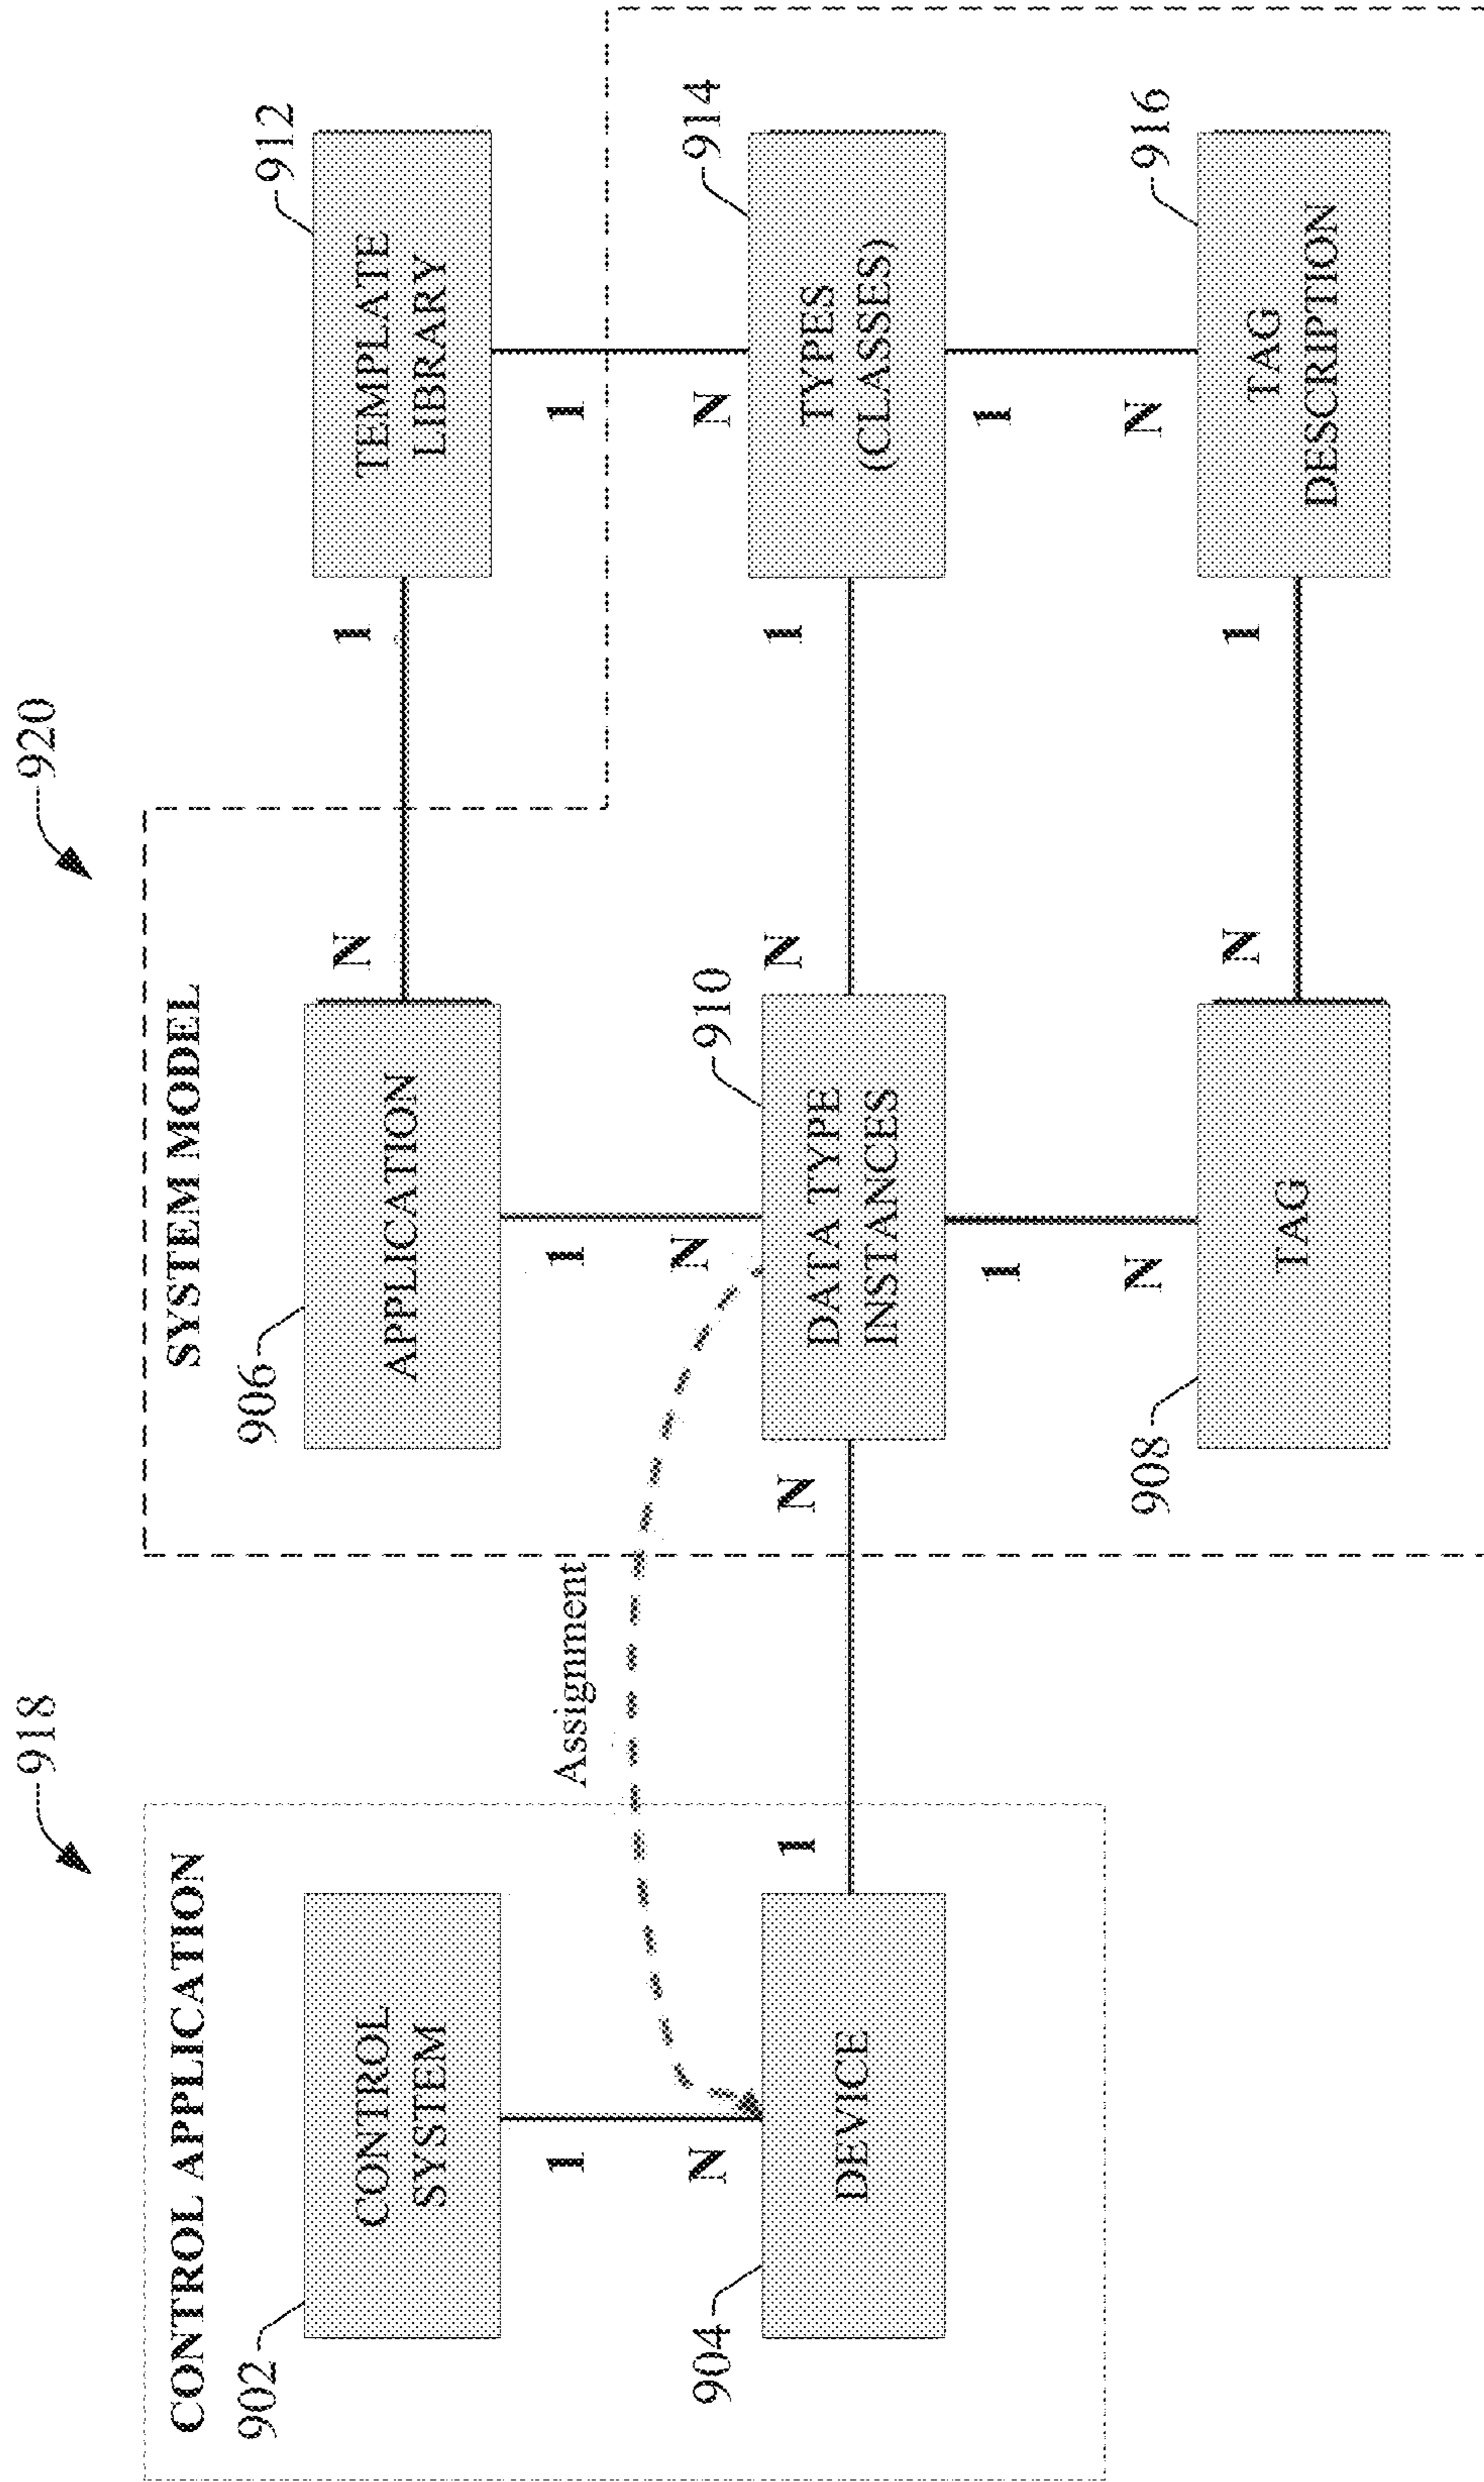 918
920
CONTROL APPLICATION
SYSTEM MODEL
902
CONTROL
SYSTEM
906
APPLICATION
N
1
TEMPLATE
LIBRARY
912
1
N
Assignment
1
N
1
N
904
DEVICE
1
N
DATA TYPE
INSTANCES
910
N
1
TYPES
(CLASSES)
914
1
N
1
N
908
TAG
N
1
TAG
DESCRIPTION
916